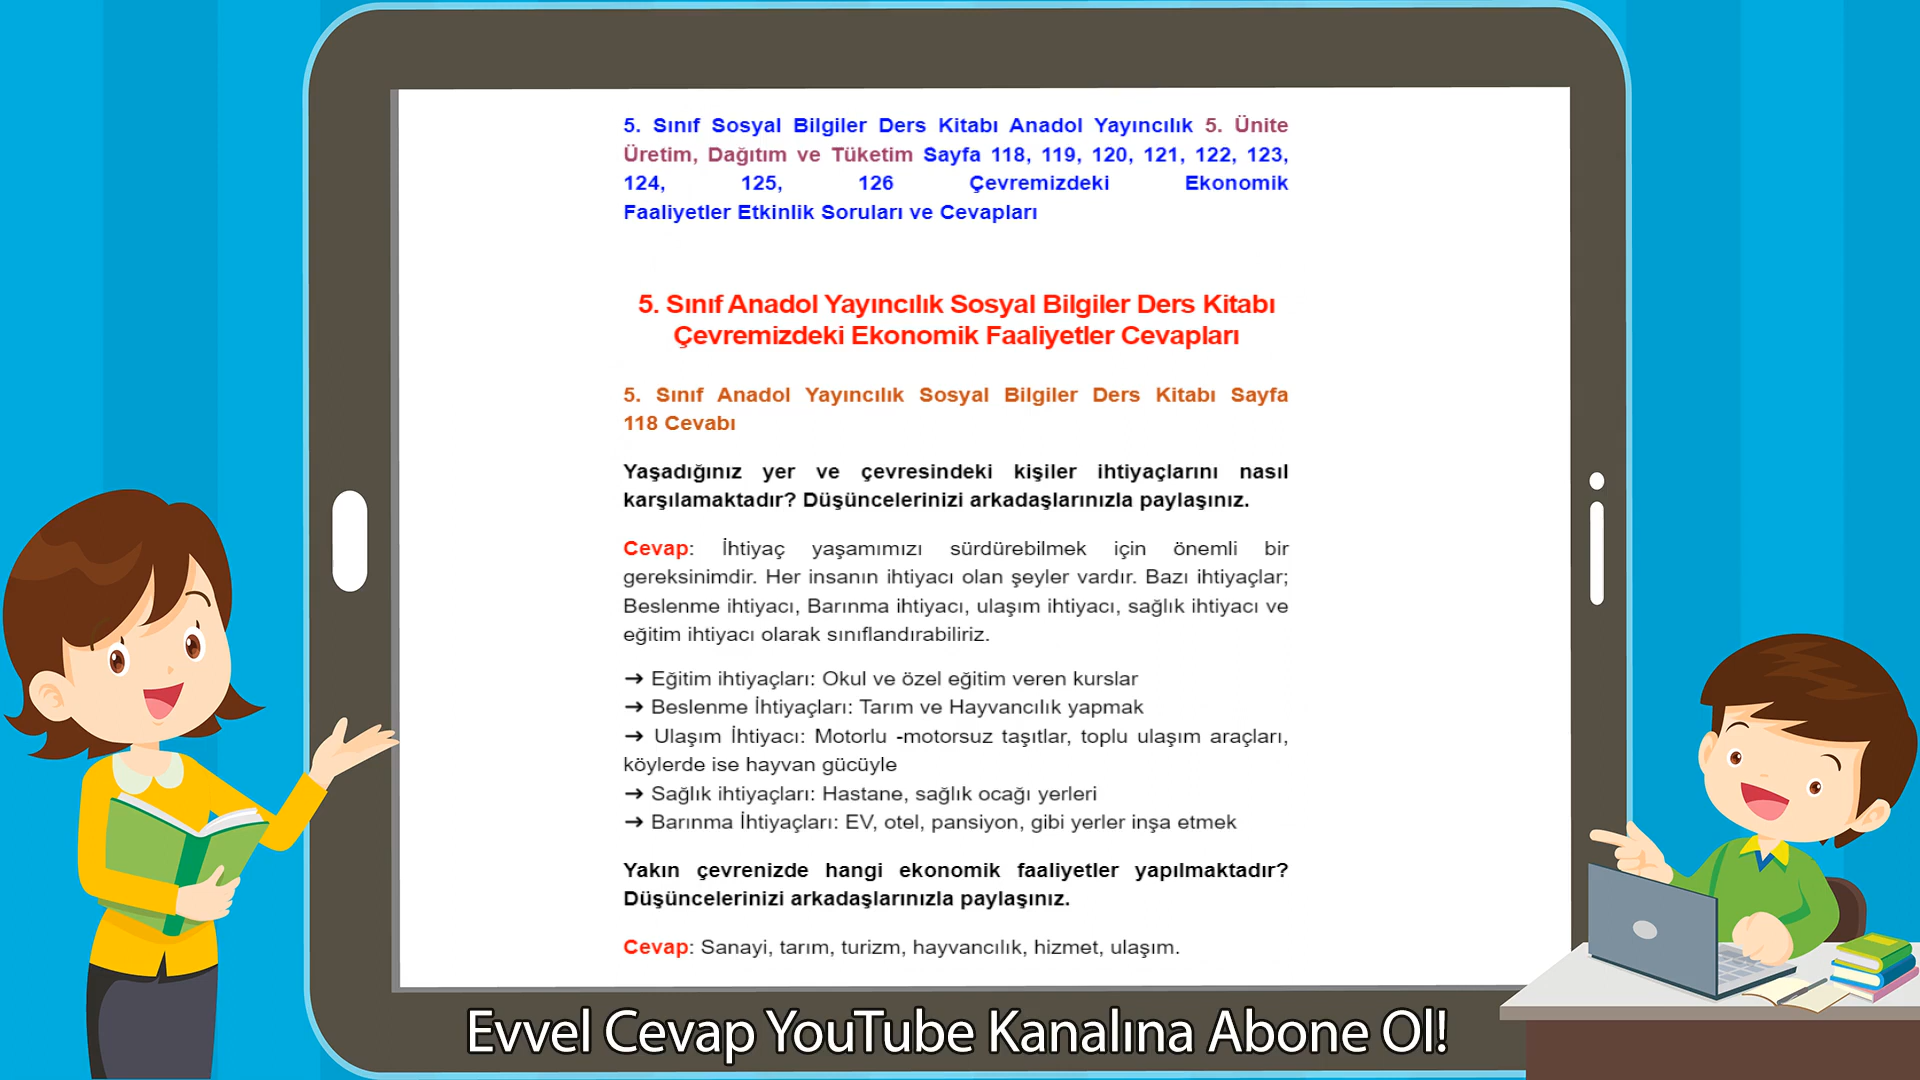 5. Sınıf Sosyal Bilgiler Ders Kitabı Anadol Yayıncılık 5. Ünite
Üretim, Dağıtım ve Tüketim Sayfa 118, 119, 120, 121, 122, 123,
124, 125, 126 Çevremizdeki Ekonomik
Faaliyetler Etkinlik Soruları ve Cevapları
5. Sınıf Anadol Yayıncılık Sosyal Bilgiler Ders Kitabı
Çevremizdeki Ekonomik Faaliyetler Cevapları
5. Sınıf Anadol Yayıncılık Sosyal Bilgiler Ders Kitabı Sayfa
118 Cevabı
Yaşadığınız yer ve çevresindeki kişiler ihtiyaçlarını nasıl
karşılamaktadır? Düşüncelerinizi arkadaşlarınızla paylaşınız.
Cevap: İhtiyaç yaşamımızı sürdürebilmek için önemli bir
gereksinimdir. Her insanın ihtiyacı olan şeyler vardır. Bazı ihtiyaçlar;
Beslenme ihtiyacı, Barınma ihtiyacı, ulaşım ihtiyacı, sağlık ihtiyacı ve
eğitim ihtiyacı olarak sınıflandırabiliriz.
→ Eğitim ihtiyaçları: Okul ve özel eğitim veren kurslar
→ Beslenme İhtiyaçları: Tarım ve Hayvancılık yapmak
→ Ulaşım İhtiyacı: Motorlu -motorsuz taşıtlar, toplu ulaşım araçları,
köylerde ise hayvan gücüyle
→ Sağlık ihtiyaçları: Hastane, sağlık ocağı yerleri
→ Barınma İhtiyaçları: EV, otel, pansiyon, gibi yerler inşa etmek
Yakın çevrenizde hangi ekonomik faaliyetler yapılmaktadır?
Düşüncelerinizi arkadaşlarınızla paylaşınız.
Cevap: Sanayi, tarım, turizm, hayvancılık, hizmet, ulaşım.
Evvel Cevap YouTube Kanalına Abone Ol!